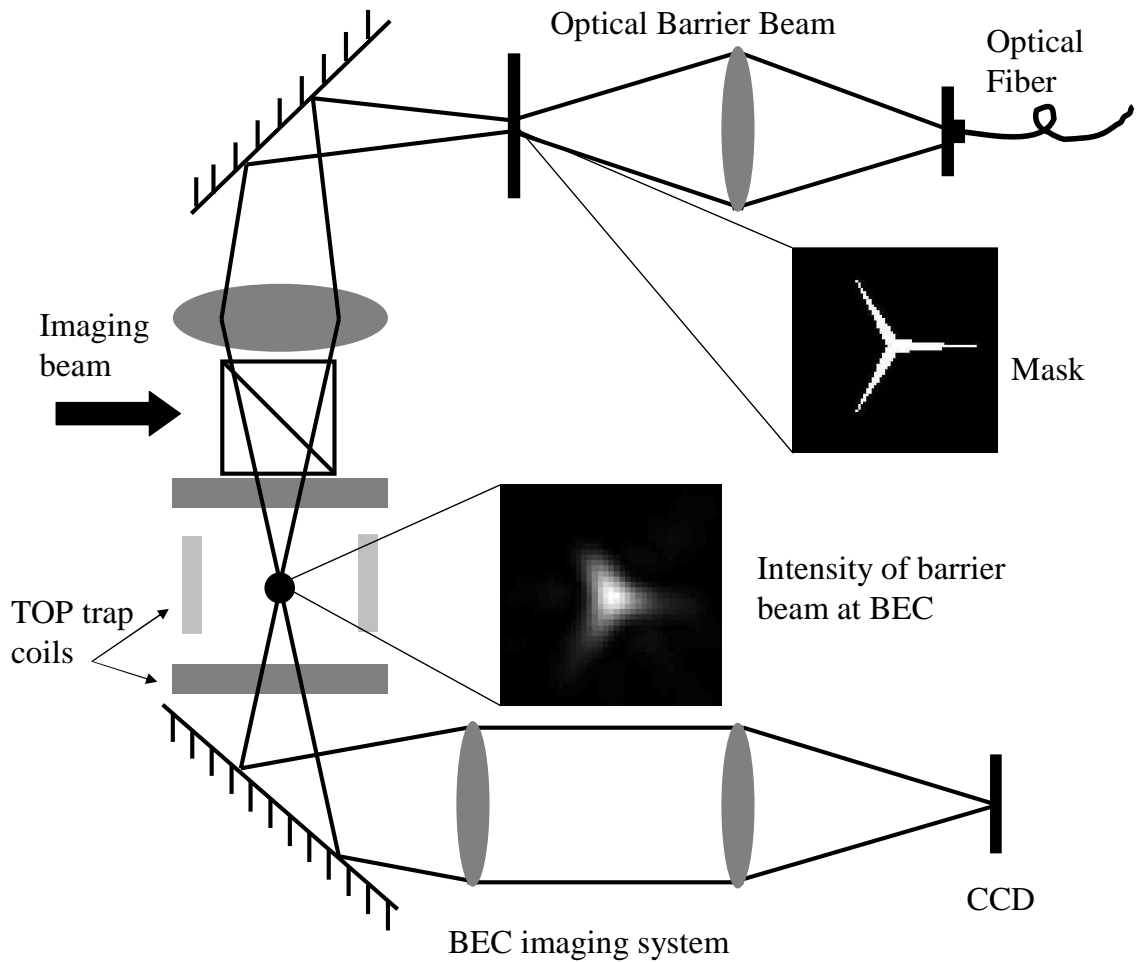 Optical Barrier Beam
Optical
Fiber
Imaging
beam
Mask
Intensity of barrier
beam at BEC
TOP trap
coils
CCD
BEC imaging system